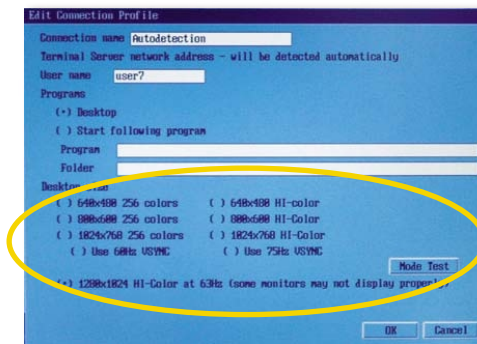 Edit Connection Profile
Connection name Autodetection
Terminal Server network address - will be detected automatically
User name user7
Programs
(•) Desktop
( ) Start following program
Program
Folder
Desktop size
( ) 640x480 256 colors ( ) 640x480 HI-color
( ) 800x600 256 colors ( ) 800x600 HI-Color
( ) 1024x768 256 colors ( ) 1024x768 HI-Color
( ) Use 60Hz VSYNC ( ) Use 75Hz VSYNC
Mode Test
(•) 1280x1024 HI-Color at 63Hz (some monitors may not display properly)
OK Cancel